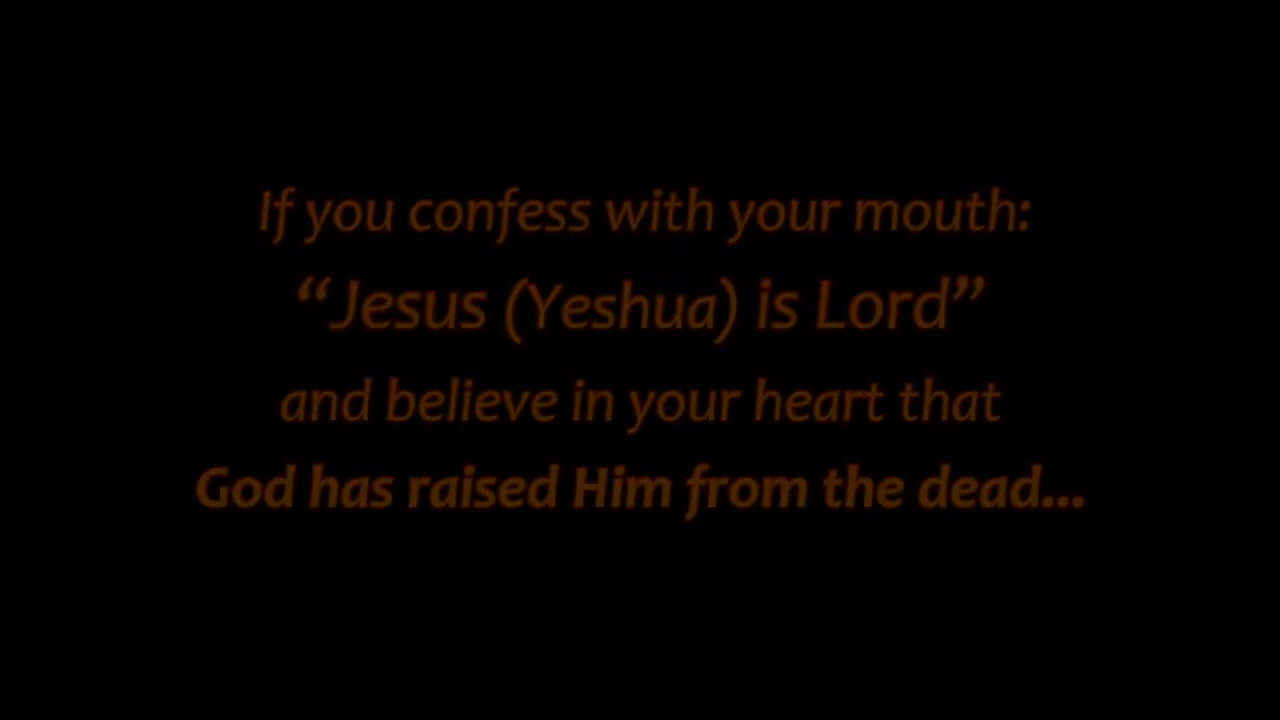 If you confess with your mouth:
“Jesus (Yeshua) is Lord”
and believe in your heart that
God has raised Him from the dead...